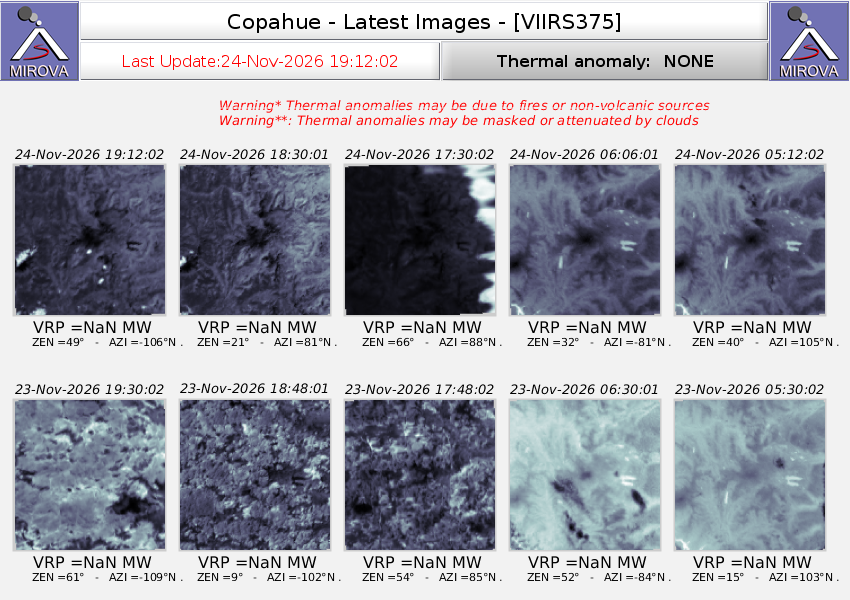 Copahue - Latest Images - [VIIRS375]
MIROVA
Last Update:24-Nov-2026 19:12:02
Thermal anomaly: NONE
MIROVA
Warning* Thermal anomalies may be due to fires or non-volcanic sources
Warning**: Thermal anomalies may be masked or attenuated by clouds
24-Nov-2026 19:12:02 24-Nov-2026 18:30:01 24-Nov-2026 17:30:02 24-Nov-2026 06:06:01 24-Nov-2026 05:12:02
VRP =NaN MW VRP =NaN MW VRP =NaN MW VRP =NaN MW VRP =NaN MW
ZEN =49° - AZI =-106°N . ZEN =21° - AZI =81°N . ZEN =66° - AZI =88°N . ZEN =32° - AZI =-81°N . ZEN =40° - AZI =105°N .
23-Nov-2026 19:30:02 23-Nov-2026 18:48:01 23-Nov-2026 17:48:02 23-Nov-2026 06:30:01 23-Nov-2026 05:30:02
VRP =NaN MW VRP =NaN MW VRP =NaN MW VRP =NaN MW VRP =NaN MW
ZEN =61° - AZI =-109°N . ZEN =9° - AZI =-102°N . ZEN =54° - AZI =85°N . ZEN =52° - AZI =-84°N . ZEN =15° - AZI =103°N .